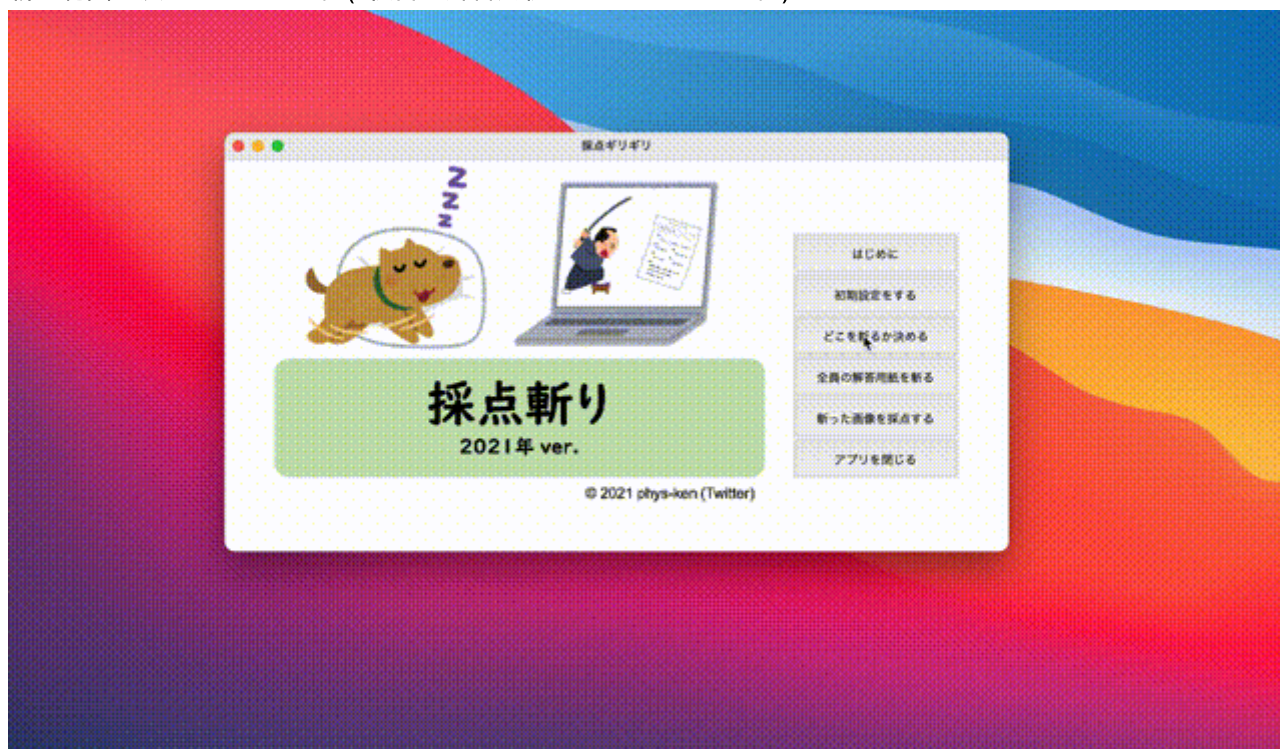 採点ギリギリ
zzz
はじめに
初期設定をする
どこを斬るか決める
全員の解答用紙を斬る
斬った画像を採点する
アプリを閉じる
採点斬り
2021年 ver.
© 2021 phys-ken (Twitter)